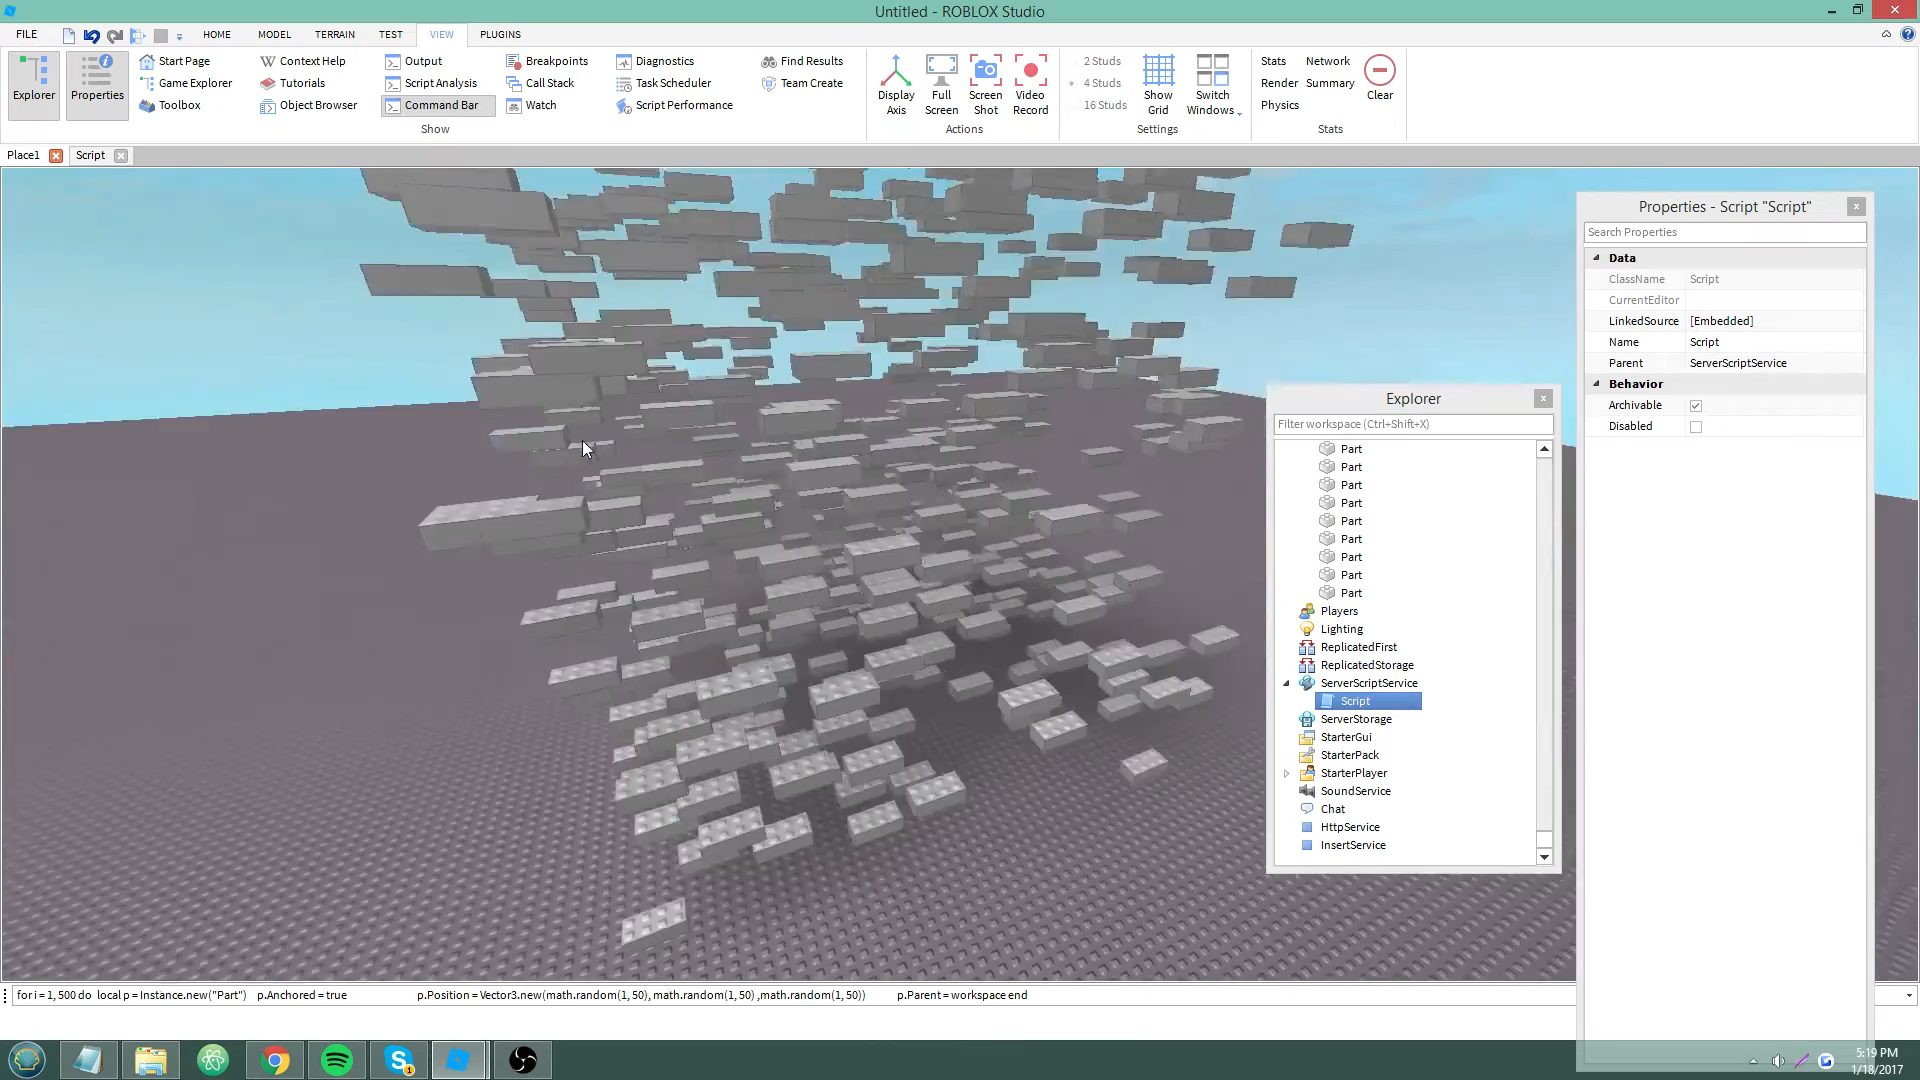 Untitled - ROBLOX Studio
FILE
HOME
MODEL
TERRAIN
TEST
VIEW
PLUGINS
Explorer
Properties
Start Page
Game Explorer
Toolbox
Context Help
Tutorials
Object Browser
Output
Script Analysis
Command Bar
Breakpoints
Call Stack
Watch
Diagnostics
Task Scheduler
Script Performance
Find Results
Team Create
Show
Display Axis
Full Screen
Screen Shot
Video Record
Actions
2 Studs
4 Studs
16 Studs
Show Grid
Switch Windows
Settings
Stats
Network
Render
Summary
Physics
Clear
Stats
Place1
Script
Properties - Script "Script"
Search Properties
Data
ClassName Script
CurrentEditor
LinkedSource [Embedded]
Name Script
Parent ServerScriptService
Behavior
Archivable
Disabled
Explorer
Filter workspace (Ctrl+Shift+X)
Part
Part
Part
Part
Part
Part
Part
Part
Part
Players
Lighting
ReplicatedFirst
ReplicatedStorage
ServerScriptService
Script
ServerStorage
StarterGui
StarterPack
StarterPlayer
SoundService
Chat
HttpService
InsertService
for i = 1, 500 do local p = Instance.new("Part") p.Anchored = true p.Position = Vector3.new(math.random(1, 50), math.random(1, 50) ,math.random(1, 50)) p.Parent = workspace end
1
5:19 PM
1/18/2017